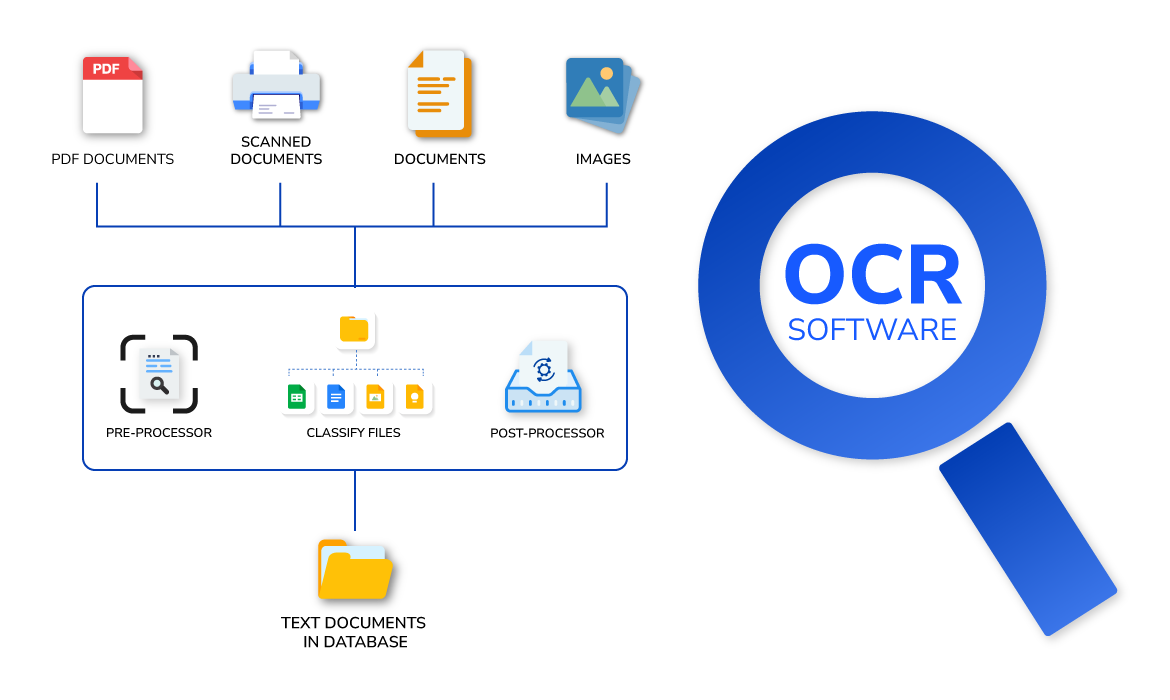 PDF
PDF DOCUMENTS
SCANNED
DOCUMENTS
DOCUMENTS
IMAGES
OCR
SOFTWARE
PRE-PROCESSOR
CLASSIFY FILES
POST-PROCESSOR
TEXT DOCUMENTS
IN DATABASE